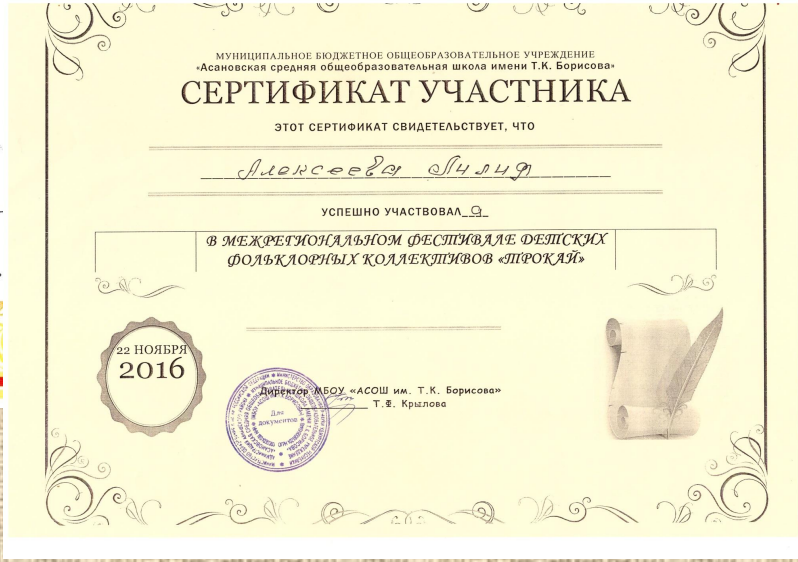 МУНИЦИПАЛЬНОЕ БЮДЖЕТНОЕ ОБЩЕОБРАЗОВАТЕЛЬНОЕ УЧРЕЖДЕНИЕ
«Асановская средняя общеобразовательная школа имени Т.К. Борисова»
СЕРТИФИКАТ УЧАСТНИКА
ЭТОТ СЕРТИФИКАТ СВИДЕТЕЛЬСТВУЕТ, ЧТО
Алексеева Лилия
УСПЕШНО УЧАСТВОВАЛ_а_
В МЕЖРЕГИОНАЛЬНОМ ФЕСТИВАЛЕ ДЕТСКИХ
ФОЛЬКЛОРНЫХ КОЛЛЕКТИВОВ «ТРОКАЙ»
22 НОЯБРЯ
2016
Директор МБОУ «АСОШ им. Т.К. Борисова»
Т.Ф. Крылова
Для
документов